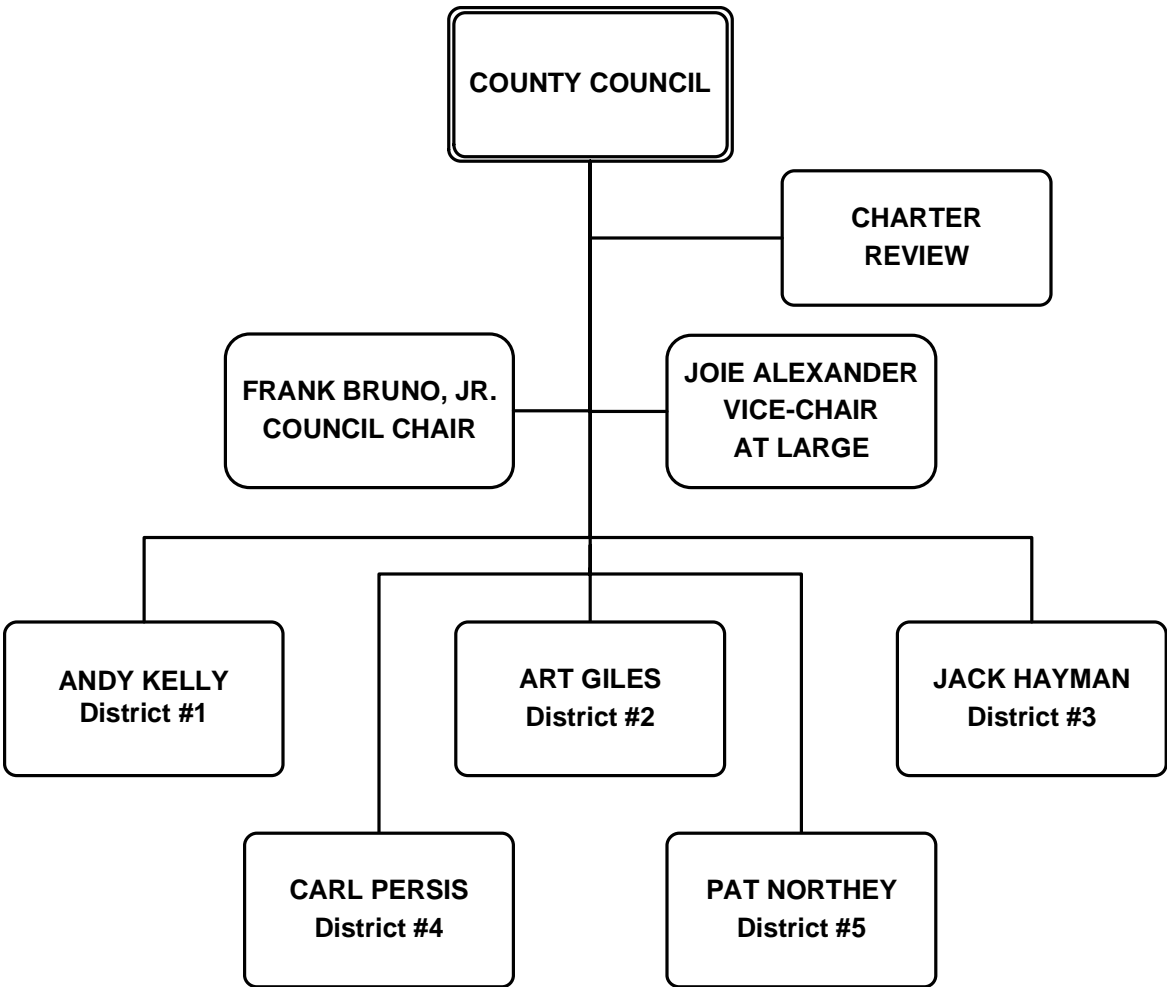 COUNTY COUNCIL
CHARTER
REVIEW
FRANK BRUNO, JR.
COUNCIL CHAIR
JOIE ALEXANDER
VICE-CHAIR
AT LARGE
ANDY KELLY
District #1
ART GILES
District #2
JACK HAYMAN
District #3
CARL PERSIS
District #4
PAT NORTHEY
District #5